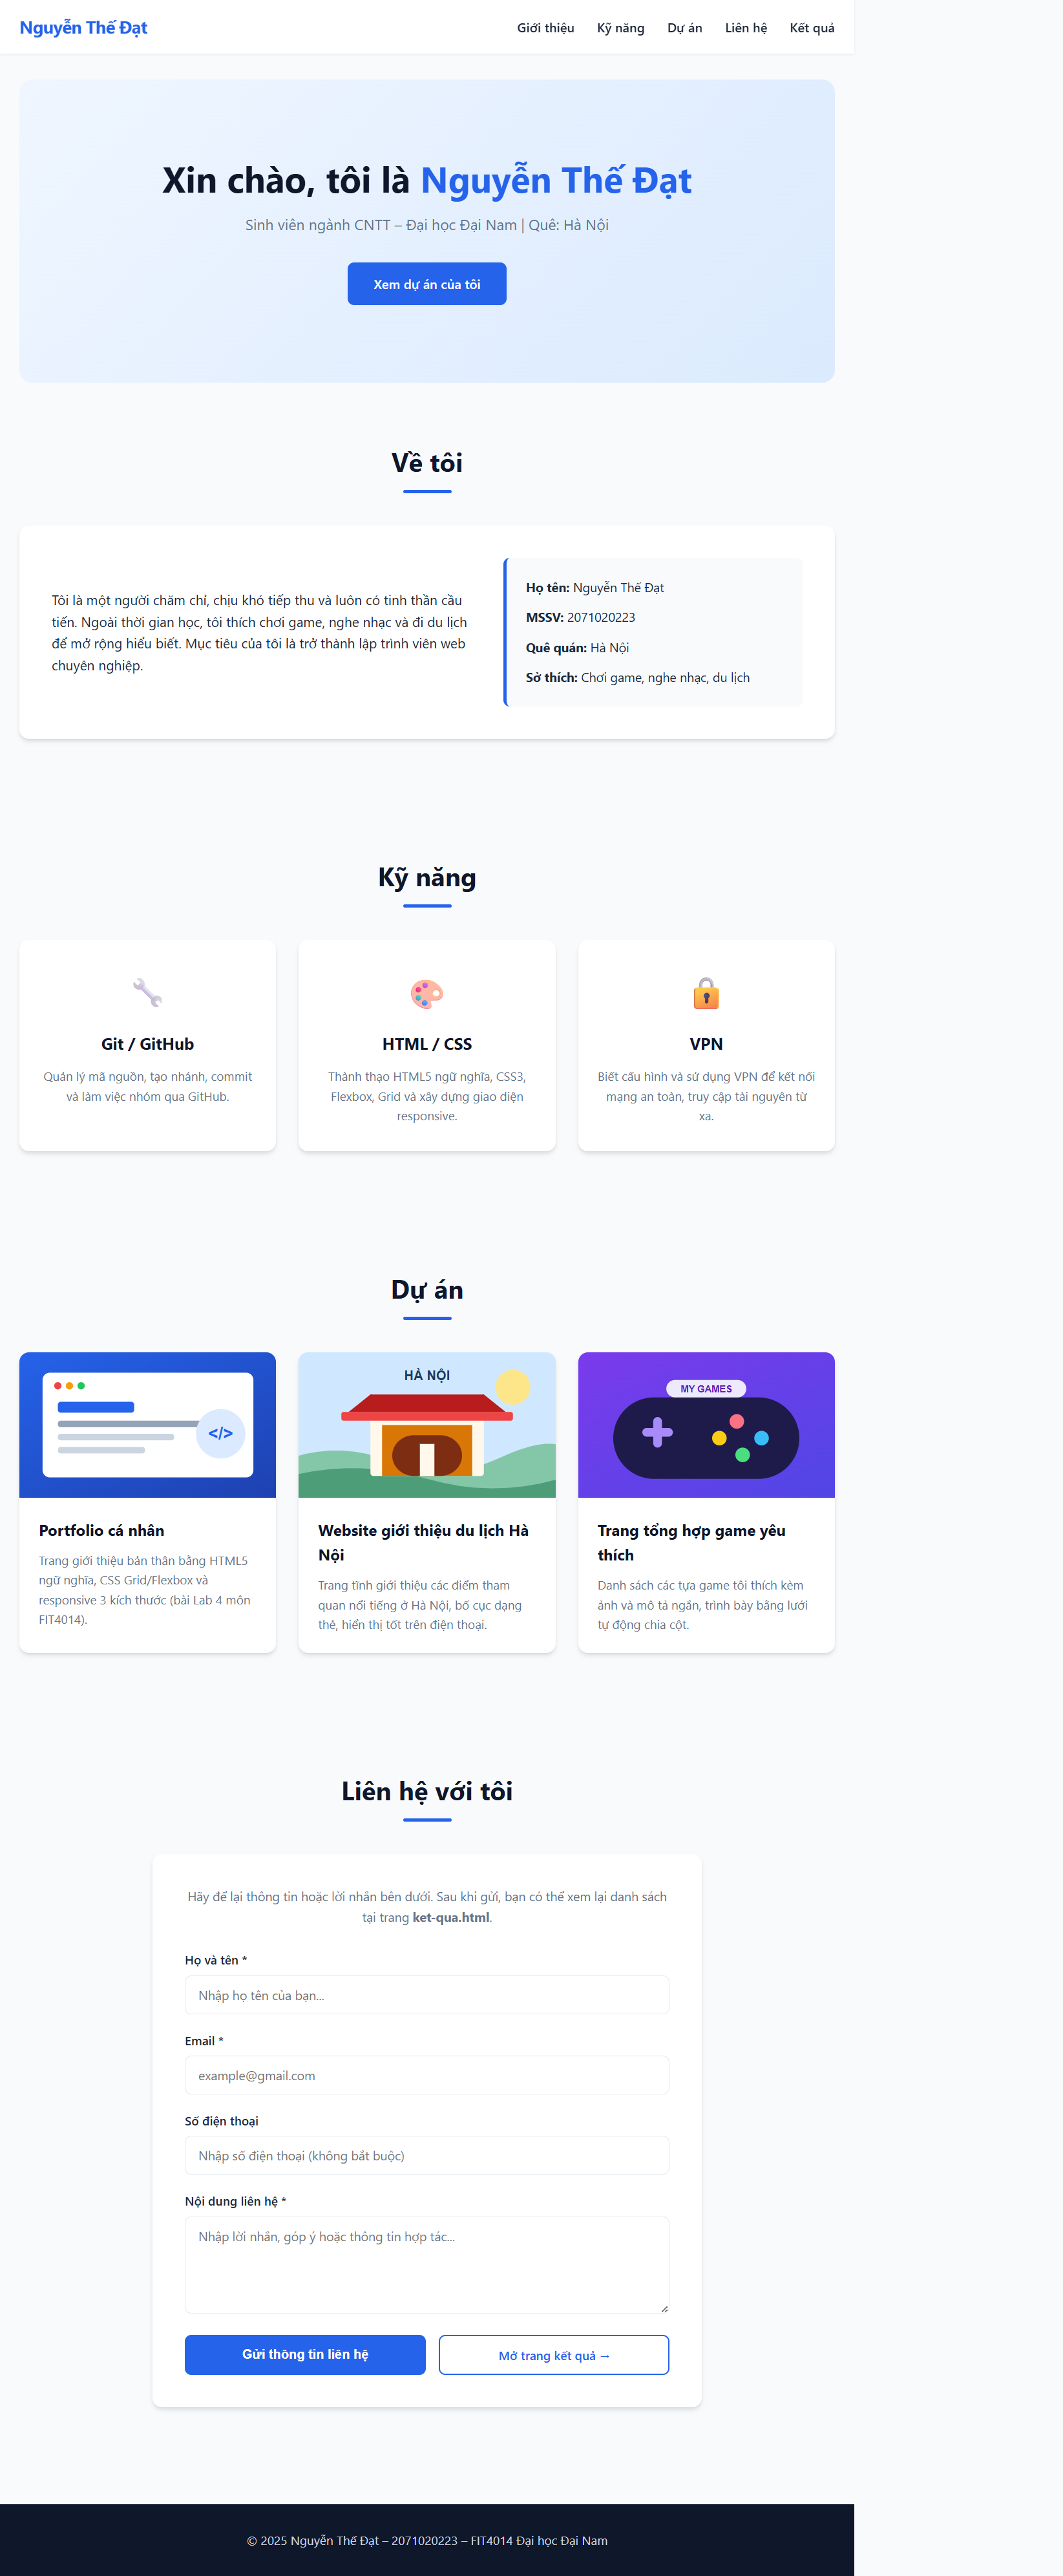 Nguyễn Thế Đạt
Giới thiệu Kỹ năng Dự án Liên hệ Kết quả
Xin chào, tôi là Nguyễn Thế Đạt
Sinh viên ngành CNTT – Đại học Đại Nam | Quê: Hà Nội
Xem dự án của tôi
Về tôi
Tôi là một người chăm chỉ, chịu khó tiếp thu và luôn có tinh thần cầu
tiến. Ngoài thời gian học, tôi thích chơi game, nghe nhạc và đi du lịch
để mở rộng hiểu biết. Mục tiêu của tôi là trở thành lập trình viên web
chuyên nghiệp.
Họ tên: Nguyễn Thế Đạt
MSSV: 2071020223
Quê quán: Hà Nội
Sở thích: Chơi game, nghe nhạc, du lịch
Kỹ năng
Git / GitHub
Quản lý mã nguồn, tạo nhánh, commit
và làm việc nhóm qua GitHub.
HTML / CSS
Thành thạo HTML5 ngữ nghĩa, CSS3,
Flexbox, Grid và xây dựng giao diện
responsive.
VPN
Biết cấu hình và sử dụng VPN để kết nối
mạng an toàn, truy cập tài nguyên từ
xa.
Dự án
</>
Portfolio cá nhân
Trang giới thiệu bản thân bằng HTML5
ngữ nghĩa, CSS Grid/Flexbox và
responsive 3 kích thước (bài Lab 4 môn
FIT4014).
HÀ NỘI
Website giới thiệu du lịch Hà
Nội
Trang tĩnh giới thiệu các điểm tham
quan nổi tiếng ở Hà Nội, bố cục dạng
thẻ, hiển thị tốt trên điện thoại.
MY GAMES
Trang tổng hợp game yêu
thích
Danh sách các tựa game tôi thích kèm
ảnh và mô tả ngắn, trình bày bằng lưới
tự động chia cột.
Liên hệ với tôi
Hãy để lại thông tin hoặc lời nhắn bên dưới. Sau khi gửi, bạn có thể xem lại danh sách
tại trang ket-qua.html.
Họ và tên *
Nhập họ tên của bạn...
Email *
example@gmail.com
Số điện thoại
Nhập số điện thoại (không bắt buộc)
Nội dung liên hệ *
Nhập lời nhắn, góp ý hoặc thông tin hợp tác...
Gửi thông tin liên hệ
Mở trang kết quả →
© 2025 Nguyễn Thế Đạt – 2071020223 – FIT4014 Đại học Đại Nam